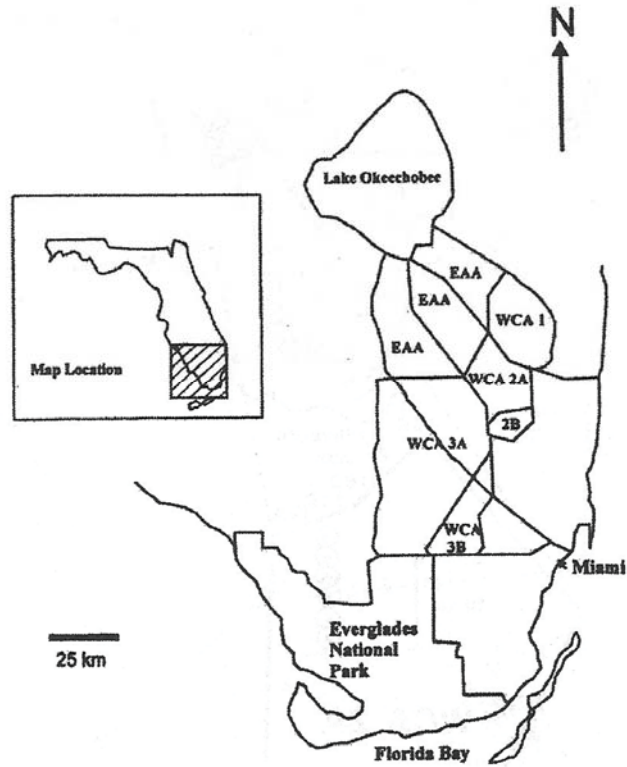 N
Lake Okeechobee
EAA
EAA
WCA 1
EAA
Map Location
WCA 2A
2B
WCA 3A
WCA
3B
Miami
Everglades
National
Park
25 km
Florida Bay